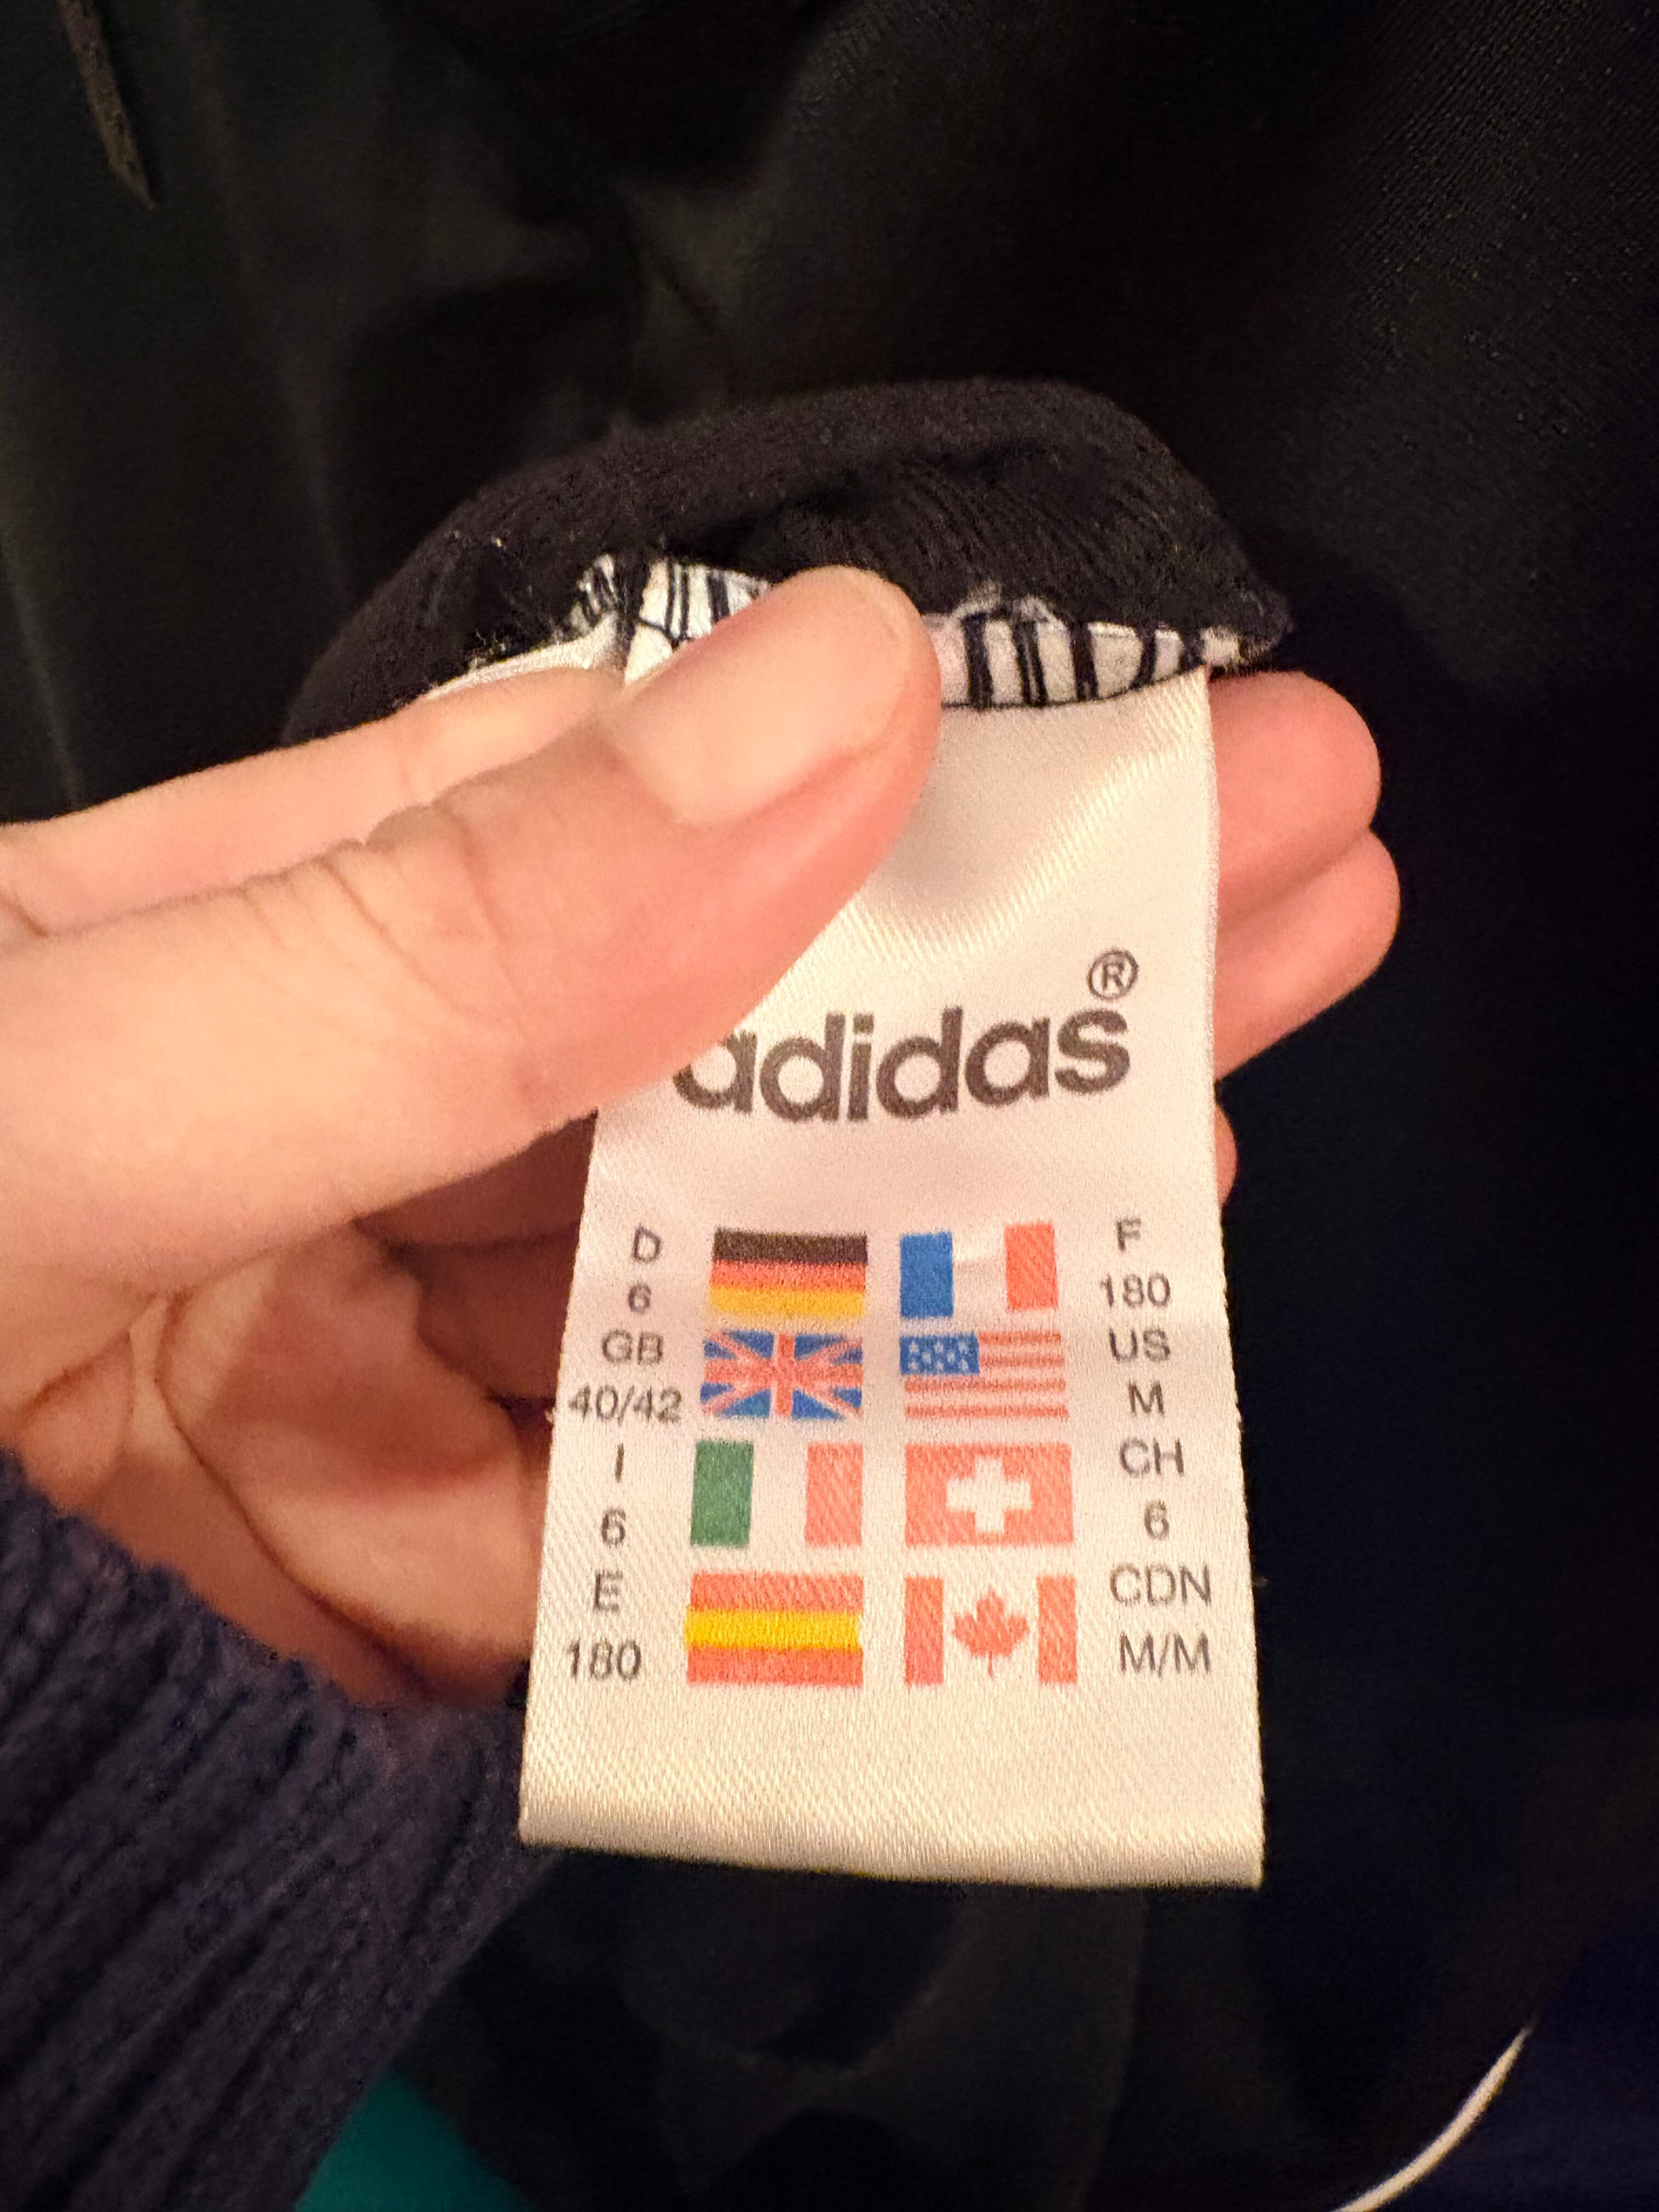 adidas®
D F
6 180
GB US
40/42 M
I CH
6 6
E CDN
180 M/M